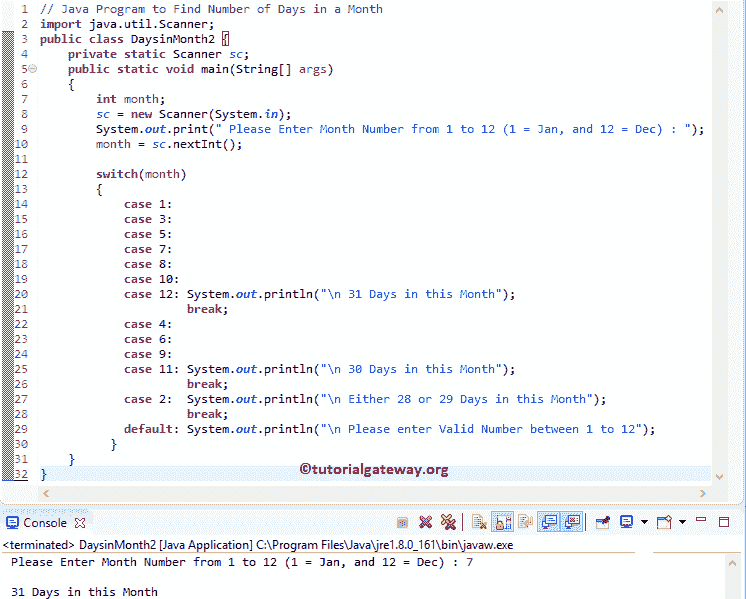 1 // Java Program to Find Number of Days in a Month
2 import java.util.Scanner;
3 public class DaysinMonth2 {
4     private static Scanner sc;
5     public static void main(String[] args)
6     {
7         int month;
8         sc = new Scanner(System.in);
9         System.out.print(" Please Enter Month Number from 1 to 12 (1 = Jan, and 12 = Dec) : ");
10         month = sc.nextInt();
11
12         switch(month)
13         {
14             case 1:
15             case 3:
16             case 5:
17             case 7:
18             case 8:
19             case 10:
20             case 12: System.out.println("\n 31 Days in this Month");
21                      break;
22             case 4:
23             case 6:
24             case 9:
25             case 11: System.out.println("\n 30 Days in this Month");
26                      break;
27             case 2:  System.out.println("\n Either 28 or 29 Days in this Month");
28                      break;
29             default: System.out.println("\n Please enter Valid Number between 1 to 12");
30           }
31     }
32 }
©tutorialgateway.org
Console
<terminated> DaysinMonth2 [Java Application] C:\Program Files\Java\jre1.8.0_161\bin\javaw.exe
Please Enter Month Number from 1 to 12 (1 = Jan, and 12 = Dec) : 7
31 Days in this Month